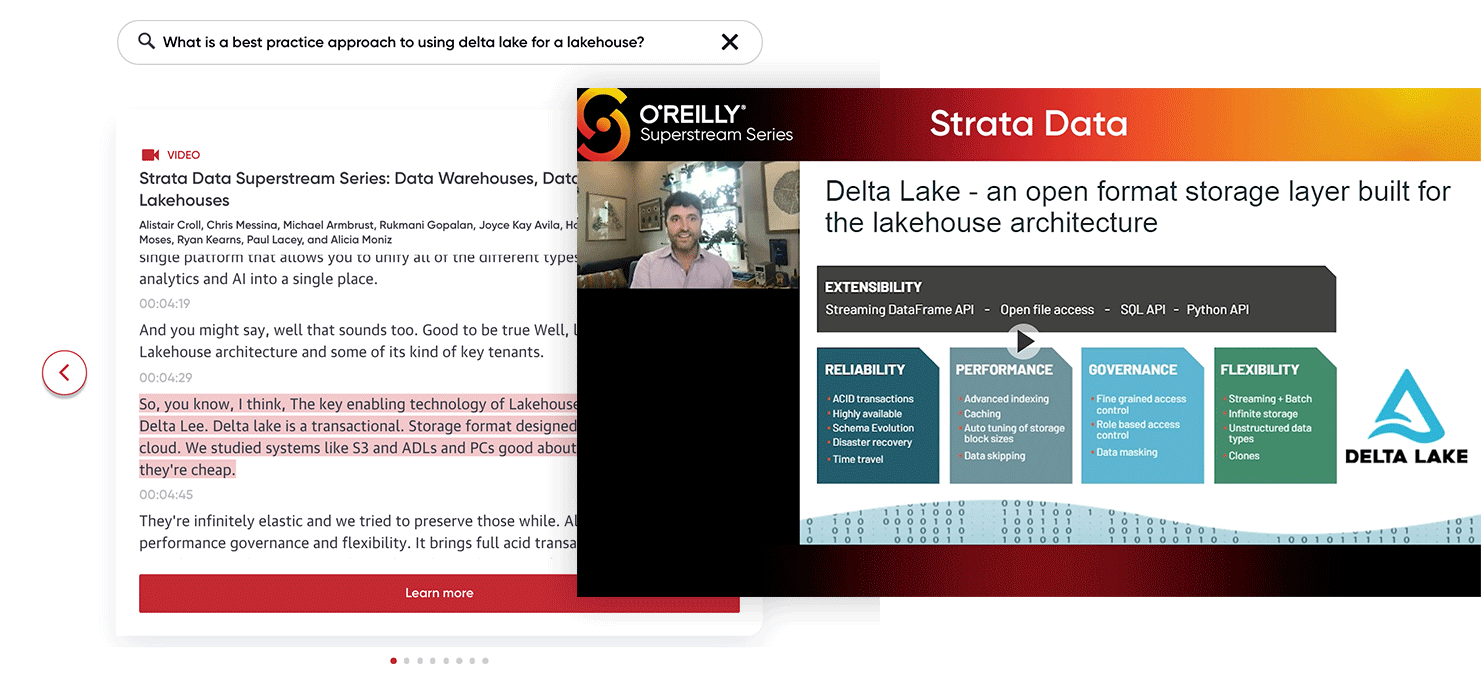 What is a best practice approach to using delta lake for a lakehouse?
VIDEO
Strata Data Superstream Series: Data Warehouses, Data
Lakehouses
Alistair Croll, Chris Messina, Michael Armbrust, Rukmani Gopalan, Joyce Kay Avila, Ho
Moses, Ryan Kearns, Paul Lacey, and Alicia Moniz
single platform that allows you to unify all of the different types
analytics and AI into a single place.
00:04:19
And you might say, well that sounds too. Good to be true Well,
Lakehouse architecture and some of its kind of key tenants.
00:04:29
So, you know, I think, The key enabling technology of Lakehouse
Delta Lee. Delta lake is a transactional. Storage format designed
cloud. We studied systems like S3 and ADLs and PCs good about
they're cheap.
00:04:45
They're infinitely elastic and we tried to preserve those while. Al
performance governance and flexibility. It brings full acid transa
Learn more
O'REILLY®
Superstream Series
Strata Data
Delta Lake - an open format storage layer built for
the lakehouse architecture
EXTENSIBILITY
Streaming DataFrame API - Open file access - SQL API - Python API
RELIABILITY
ACID transactions
Highly available
Schema Evolution
Disaster recovery
Time travel
PERFORMANCE
Advanced indexing
Caching
Auto tuning of storage
block sizes
Data skipping
GOVERNANCE
Fine grained access
control
Role based access
control
Data masking
FLEXIBILITY
Streaming + Batch
Infinite storage
Unstructured data
types
Clones
DELTA LAKE